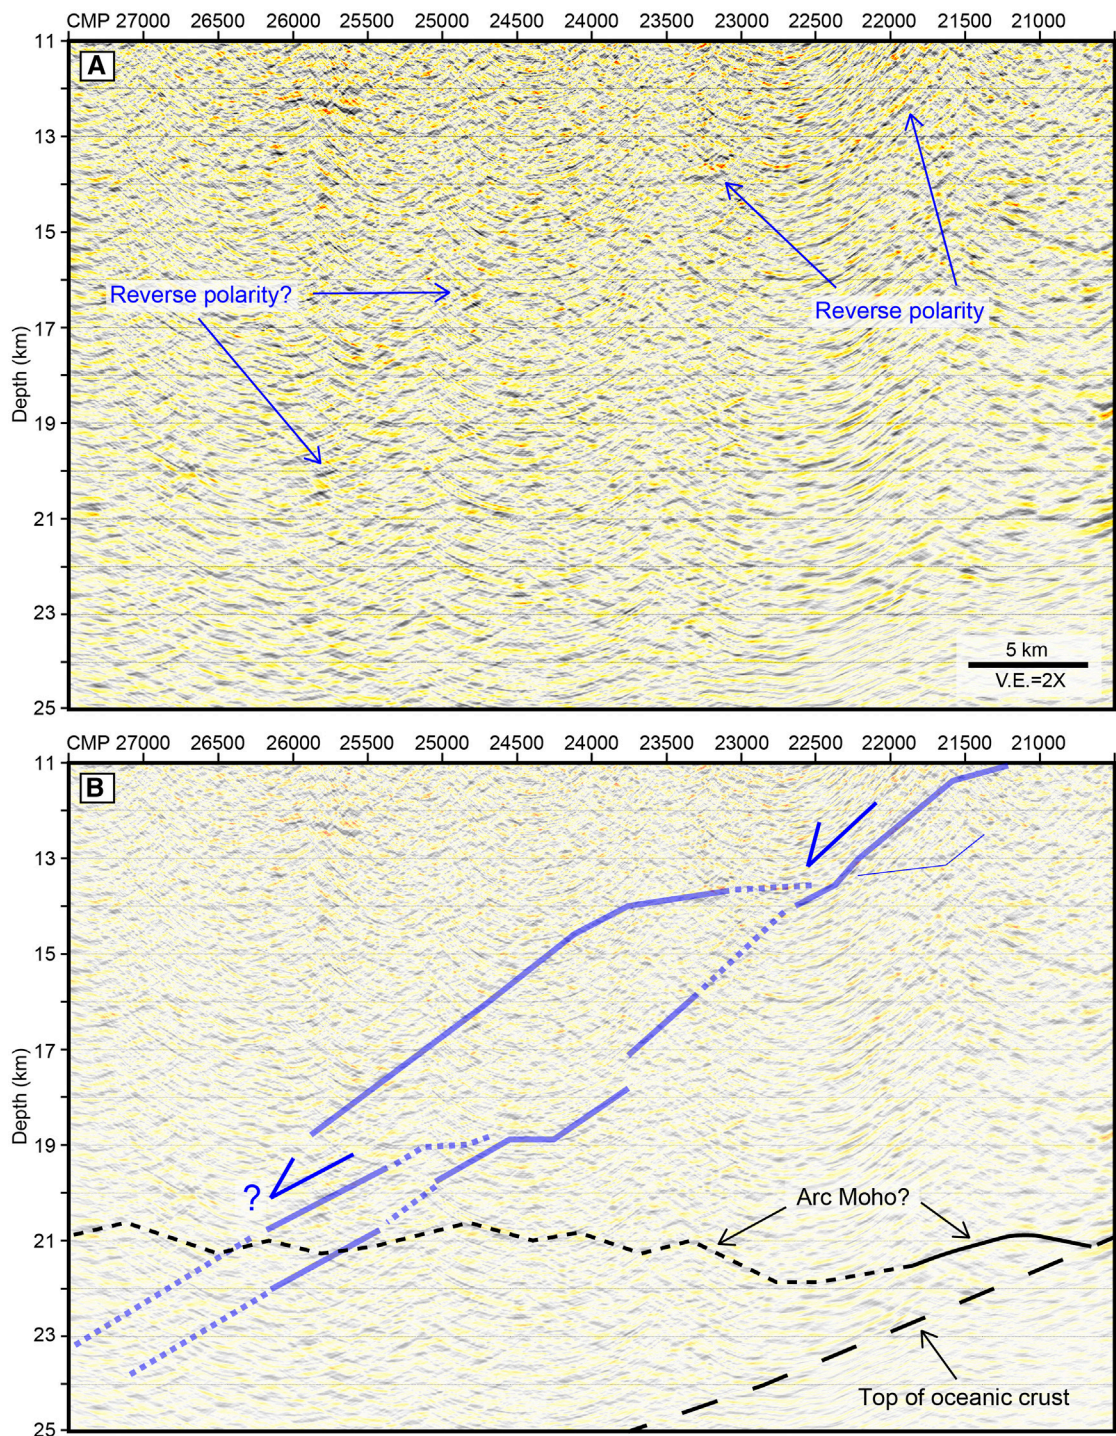 CMP 27000 26500 26000 25500 25000 24500 24000 23500 23000 22500 22000 21500 21000
11
A
13
15
Reverse polarity?
Reverse polarity
17
Depth (km)
19
21
23
5 km
V.E.=2X
25
CMP 27000 26500 26000 25500 25000 24500 24000 23500 23000 22500 22000 21500 21000
11
B
13
15
17
Depth (km)
19
?
Arc Moho?
21
23
Top of oceanic crust
25